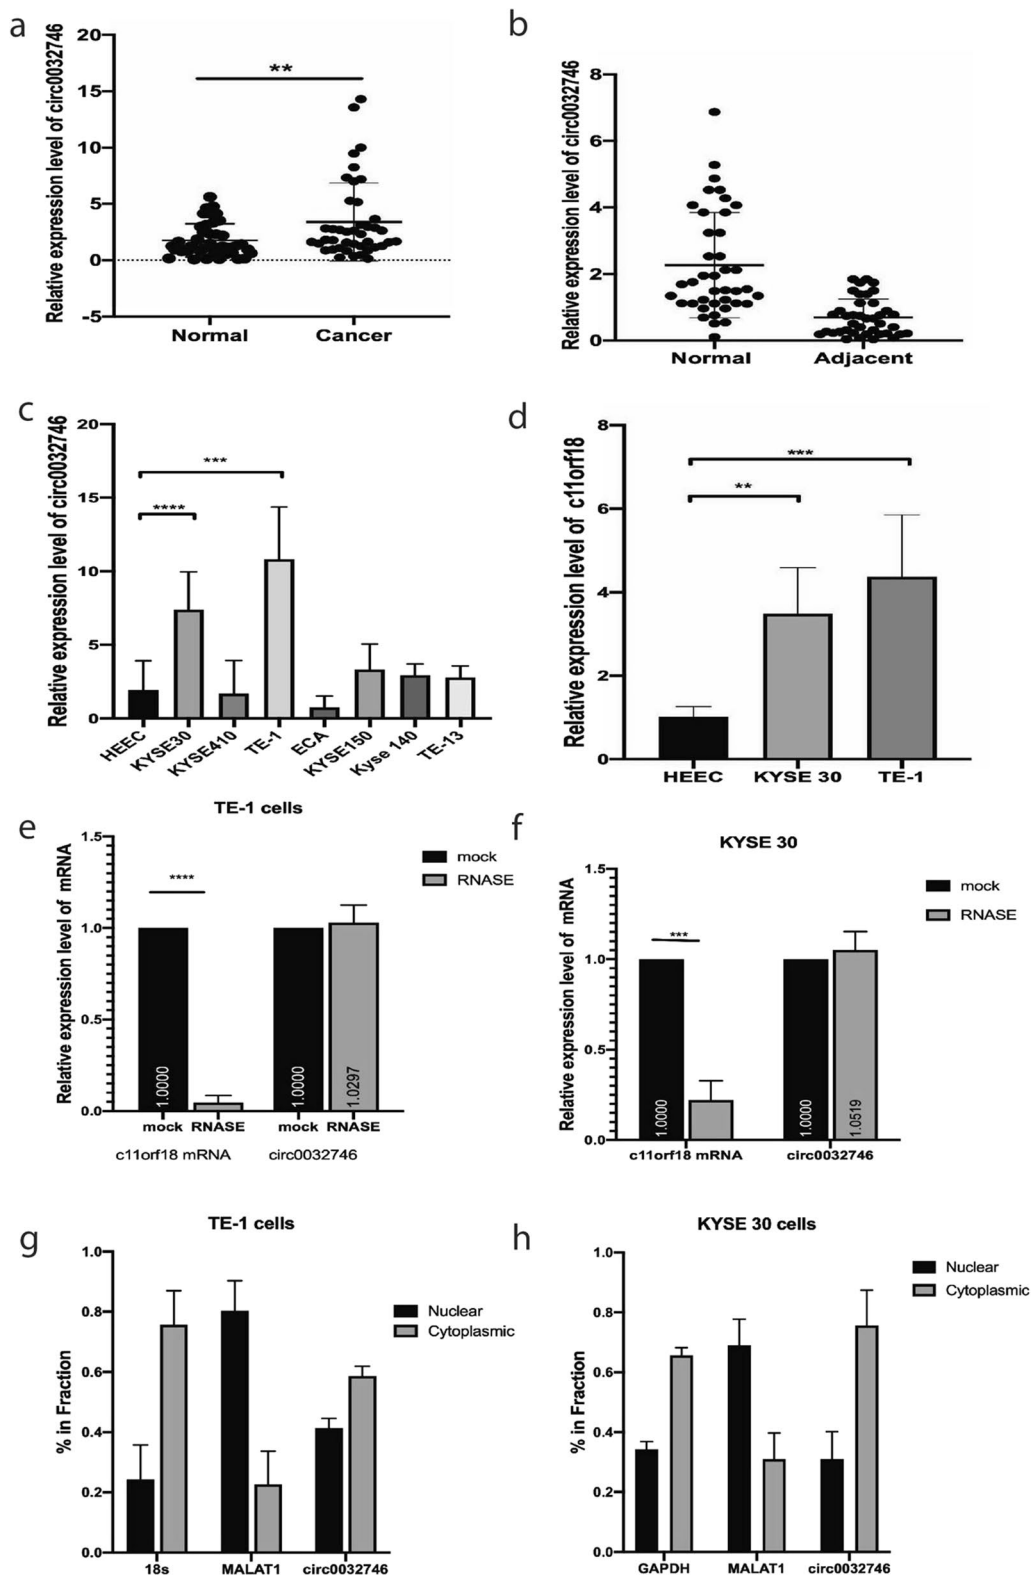 a
Relative expression level of circ0032746
20
15
10
5
0
-5
**
Normal
Cancer
b
Relative expression level of circ0032746
8
6
4
2
0
Normal
Adjacent
c
Relative expression level of circ0032746
20
15
10
5
0
***
****
HEEC
KYSE30
KYSE410
TE-1
ECA
KYSE150
Kyse 140
TE-13
d
Relative expression level of c11orf18
8
6
4
2
0
***
**
HEEC
KYSE 30
TE-1
e
TE-1 cells
Relative expression level of mRNA
1.5
1.0
0.5
0.0
****
mock
RNASE
1.0000
1.0000
1.0297
mock RNASE
mock RNASE
c11orf18 mRNA
circ0032746
f
KYSE 30
Relative expression level of mRNA
1.5
1.0
0.5
0.0
***
mock
RNASE
1.0000
1.0000
1.0519
c11orf18 mRNA
circ0032746
g
TE-1 cells
% in Fraction
1.0
0.8
0.6
0.4
0.2
0.0
Nuclear
Cytoplasmic
18s
MALAT1
circ0032746
h
KYSE 30 cells
% in Fraction
1.0
0.8
0.6
0.4
0.2
0.0
Nuclear
Cytoplasmic
GAPDH
MALAT1
circ0032746